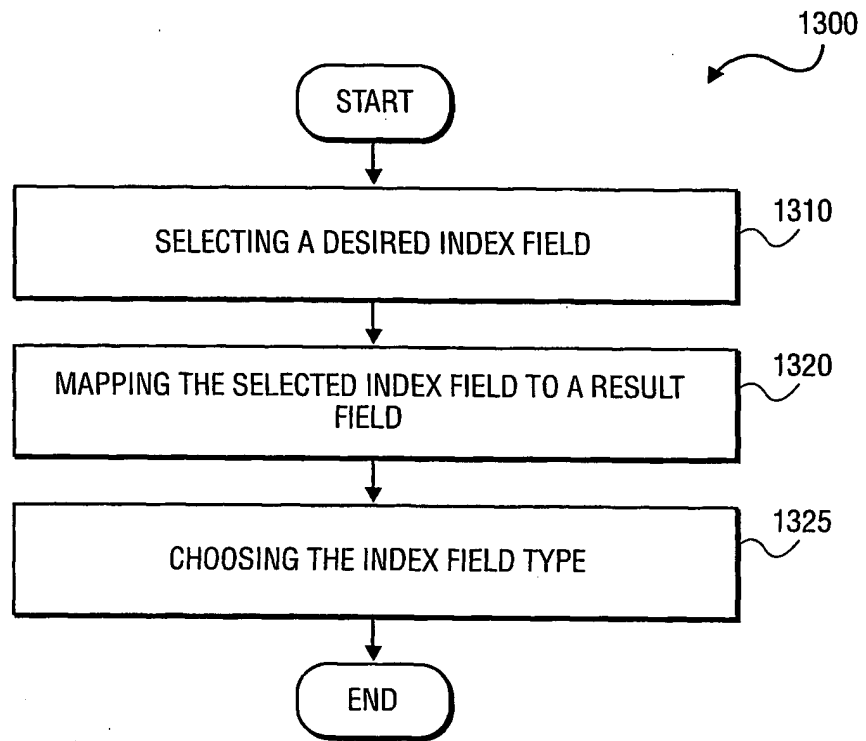 1300
START
SELECTING A DESIRED INDEX FIELD
1310
MAPPING THE SELECTED INDEX FIELD TO A RESULT
FIELD
1320
CHOOSING THE INDEX FIELD TYPE
1325
END